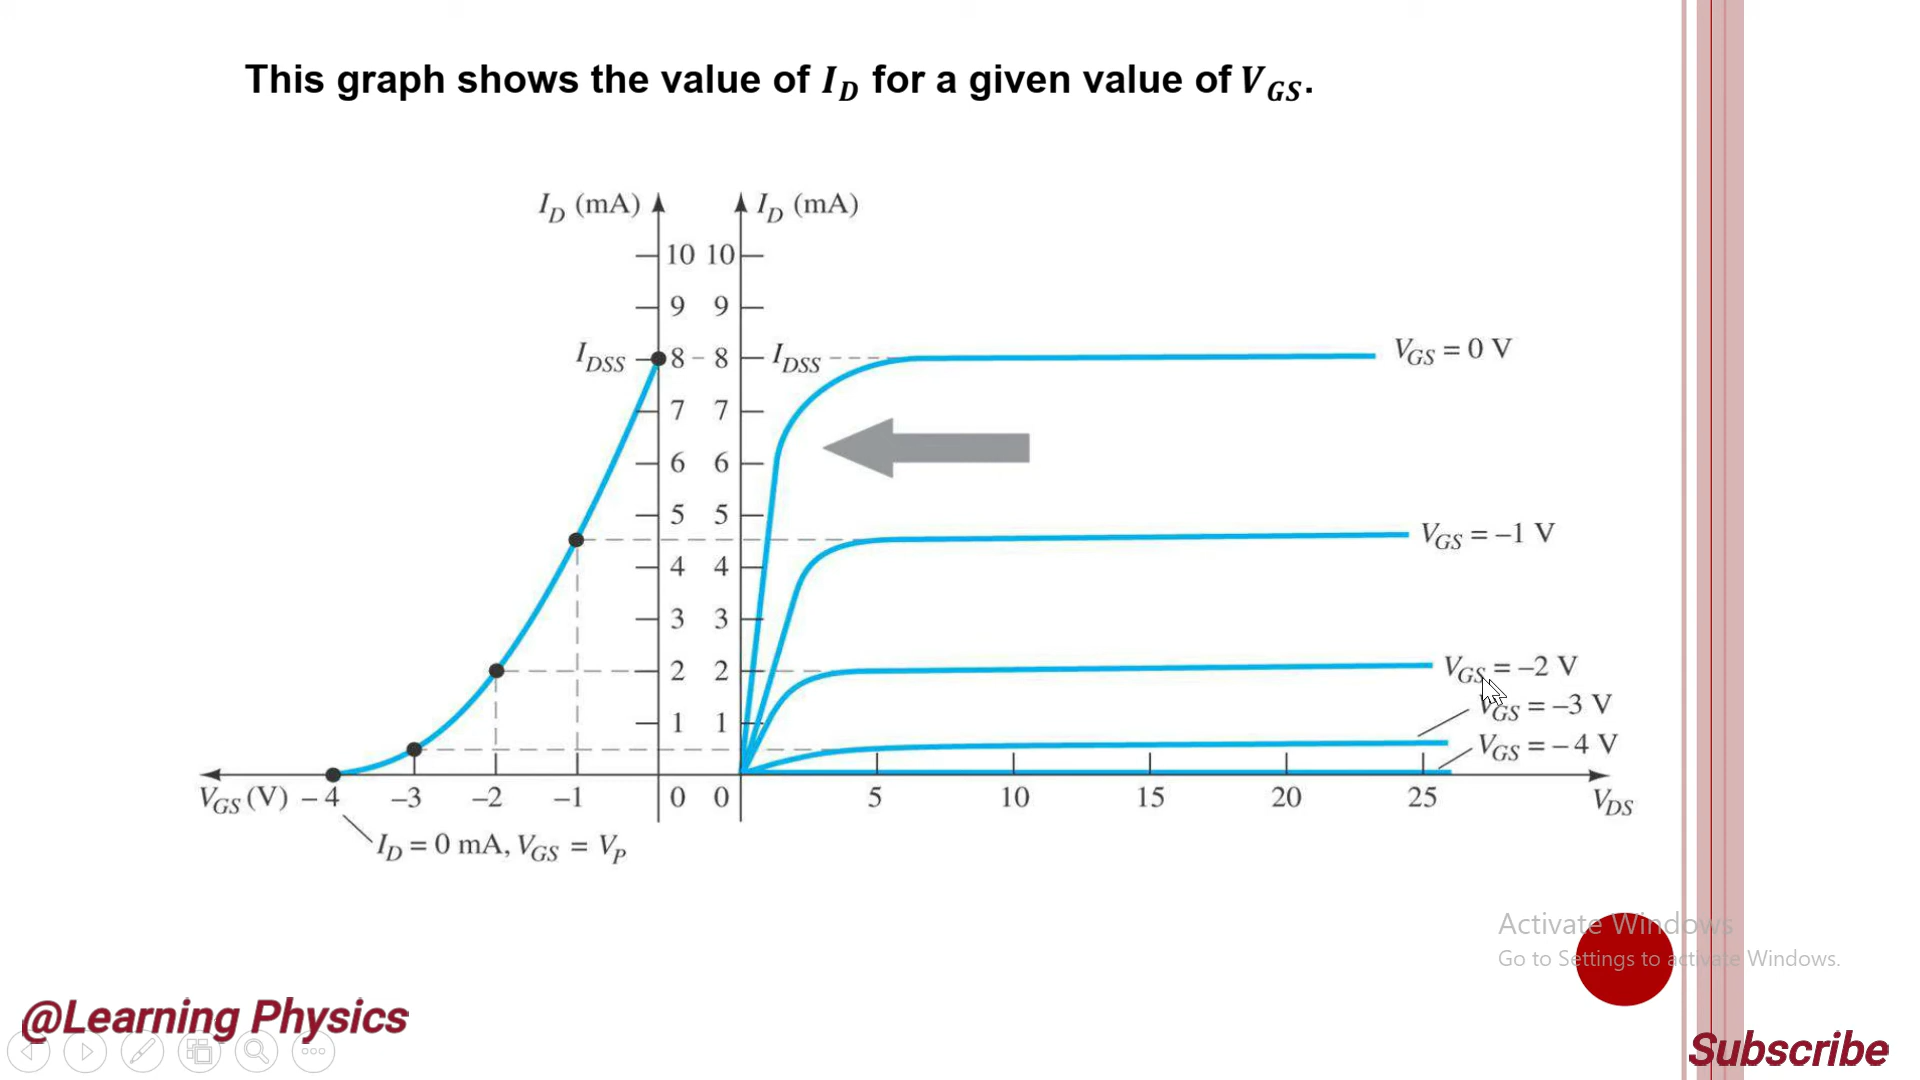 This graph shows the value of I_D for a given value of V_GS.
I_D (mA) I_D (mA)
10 10
9 9
I_DSS 8 8 I_DSS V_GS = 0 V
7 7
6 6
5 5 V_GS = –1 V
4 4
3 3
2 2 V_GS = –2 V
1 1 V_GS = –3 V
V_GS = – 4 V
V_GS (V) – 4 –3 –2 –1 0 0 5 10 15 20 25 V_DS
I_D = 0 mA, V_GS = V_P
Activate Windows
Go to Settings to activate Windows.
@Learning Physics
Subscribe